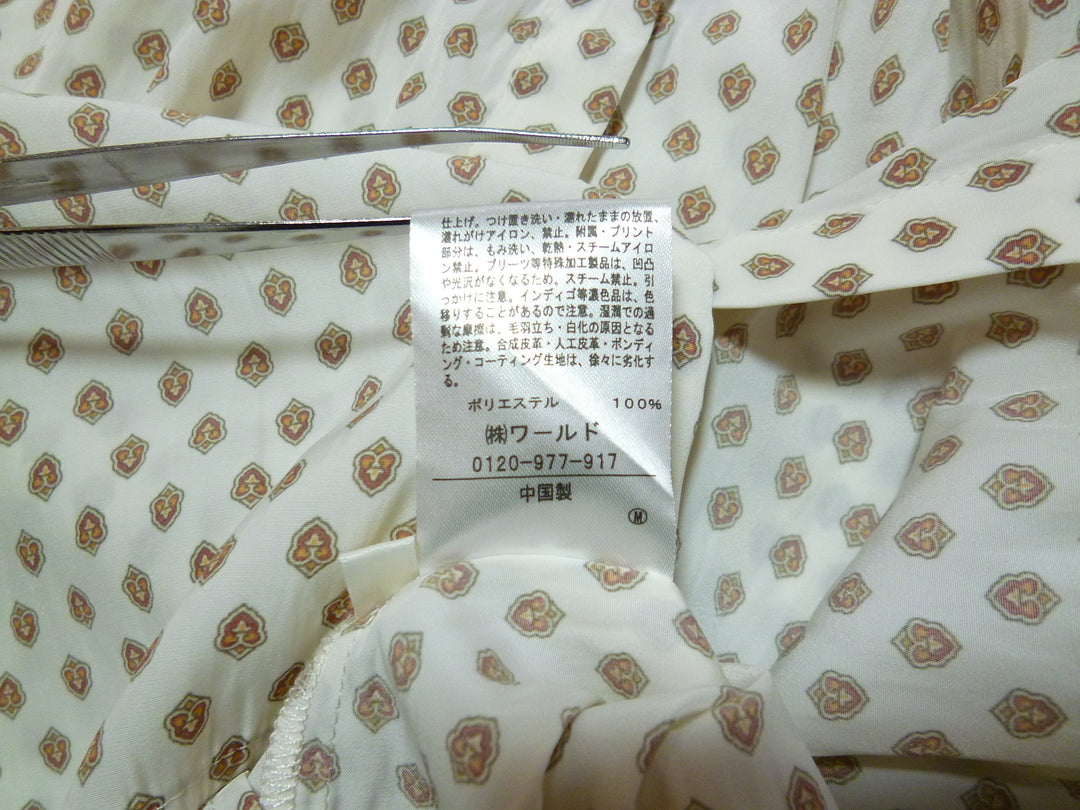 仕上げ、つけ置き洗い・濡れたままの放置、
濡れがけアイロン、禁止。附属・プリント
部分は、もみ洗い、乾熱・スチームアイロ
ン禁止。プリーツ等特殊加工製品は、凹凸
や光沢がなくなるため、スチーム禁止。引
っかけに注意。インディゴ等濃色品は、色
移りすることがあるので注意。湿潤での過
剰な摩擦は、毛羽立ち・白化の原因となる
ため注意。合成皮革・人工皮革・ボンディ
ング・コーティング生地は、徐々に劣化す
る。
ポリエステル 100%
㈱ワールド
0120-977-917
中国製
Ⓜ